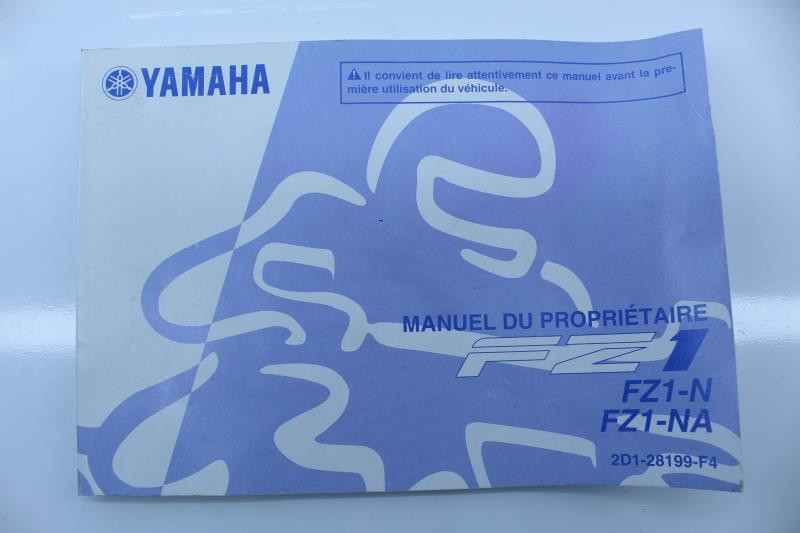 YAMAHA
⚠ Il convient de lire attentivement ce manuel avant la pre-
mière utilisation du véhicule.
MANUEL DU PROPRIÉTAIRE
FZ1
FZ1-N
FZ1-NA
2D1-28199-F4